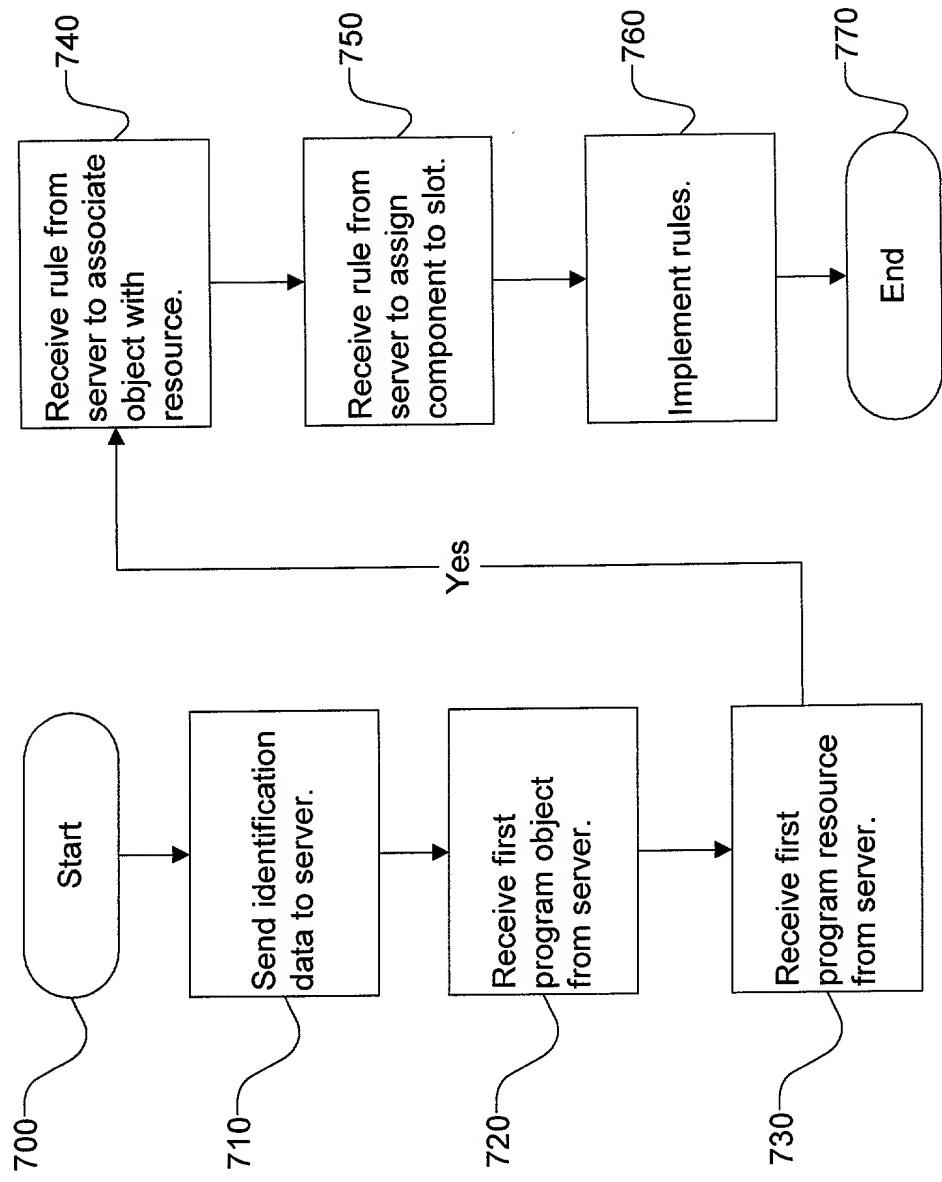 700
Start
710
Send identification
data to server.
720
Receive first
program object
from server.
730
Receive first
program resource
from server.
Yes
740
Receive rule from
server to associate
object with
resource.
750
Receive rule from
server to assign
component to slot.
760
Implement rules.
770
End